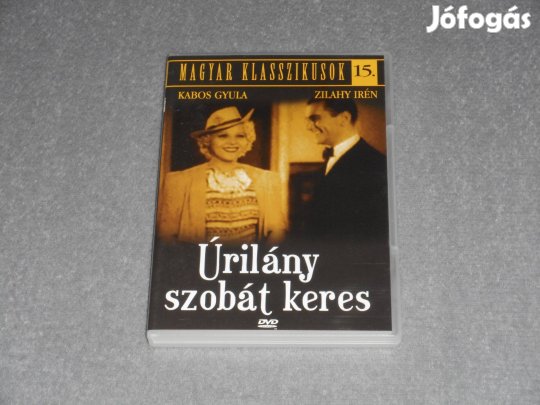 Jófogás
MAGYAR KLASSZIKUSOK 15.
KABOS GYULA ZILAHY IRÉN
Úrilány
szobát keres
DVD